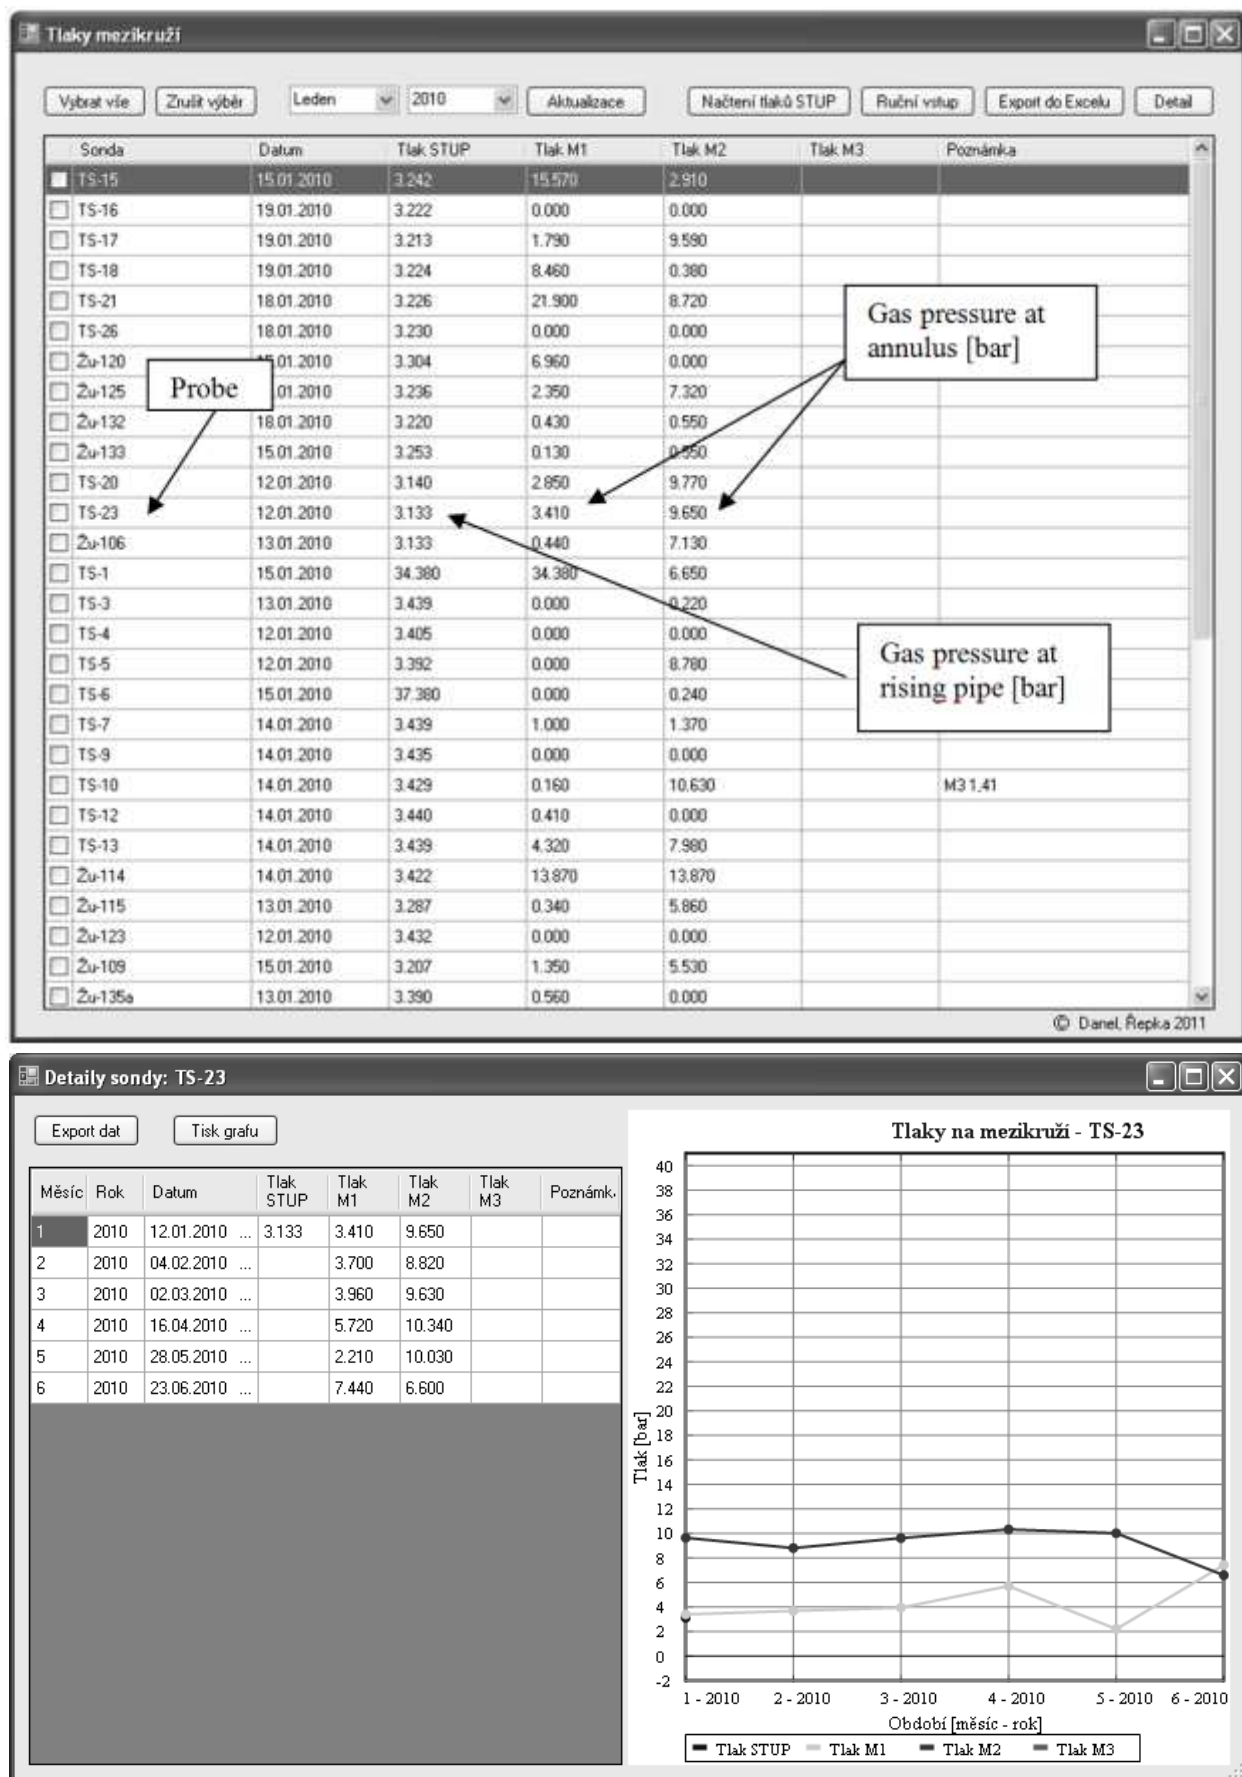 Tlaky mezikruží
Vybrat vše Zrušit výběr Leden 2010 Aktualizace Načtení tlaků STUP Ruční vstup Export do Excelu Detail
Sonda Datum Tlak STUP Tlak M1 Tlak M2 Tlak M3 Poznámka
TS-15 15.01.2010 3.242 15.570 2.910
TS-16 19.01.2010 3.222 0.000 0.000
TS-17 19.01.2010 3.213 1.790 9.590
TS-18 19.01.2010 3.224 8.460 0.380
TS-21 18.01.2010 3.226 21.900 8.720
TS-26 18.01.2010 3.230 0.000 0.000
Gas pressure at
annulus [bar]
Žu-120 .01.2010 3.304 6.960 0.000
Probe
Žu-125 .01.2010 3.236 2.350 7.320
Žu-132 18.01.2010 3.220 0.430 0.550
Žu-133 15.01.2010 3.253 0.130
TS-20 12.01.2010 3.140 2.850 9.770
TS-23 12.01.2010 3.133 3.410 9.650
Žu-106 13.01.2010 3.133 0.440 7.130
TS-1 15.01.2010 34.380 34.380 6.650
TS-3 13.01.2010 3.439 0.000 0.220
TS-4 12.01.2010 3.405 0.000 0.000
TS-5 12.01.2010 3.392 0.000 8.780
Gas pressure at
rising pipe [bar]
TS-6 15.01.2010 37.380 0.000 0.240
TS-7 14.01.2010 3.439 1.000 1.370
TS-9 14.01.2010 3.435 0.000 0.000
TS-10 14.01.2010 3.429 0.160 10.630 M3 1,41
TS-12 14.01.2010 3.440 0.410 0.000
TS-13 14.01.2010 3.439 4.320 7.980
Žu-114 14.01.2010 3.422 13.870 13.870
Žu-115 13.01.2010 3.287 0.340 5.860
Žu-123 12.01.2010 3.432 0.000 0.000
Žu-109 15.01.2010 3.207 1.350 5.530
Žu-135a 13.01.2010 3.390 0.560 0.000
© Danel, Řepka 2011
Detaily sondy: TS-23
Export dat Tisk grafu
Měsíc Rok Datum Tlak STUP Tlak M1 Tlak M2 Tlak M3 Poznámk
1 2010 12.01.2010 ... 3.133 3.410 9.650
2 2010 04.02.2010 ... 3.700 8.820
3 2010 02.03.2010 ... 3.960 9.630
4 2010 16.04.2010 ... 5.720 10.340
5 2010 28.05.2010 ... 2.210 10.030
6 2010 23.06.2010 ... 7.440 6.600
Tlaky na mezikruží - TS-23
40
38
36
34
32
30
28
26
24
22
20
18
16
14
12
10
8
6
4
2
0
-2
Tlak [bar]
1 - 2010 2 - 2010 3 - 2010 4 - 2010 5 - 2010 6 - 2010
Období [měsíc - rok]
Tlak STUP Tlak M1 Tlak M2 Tlak M3